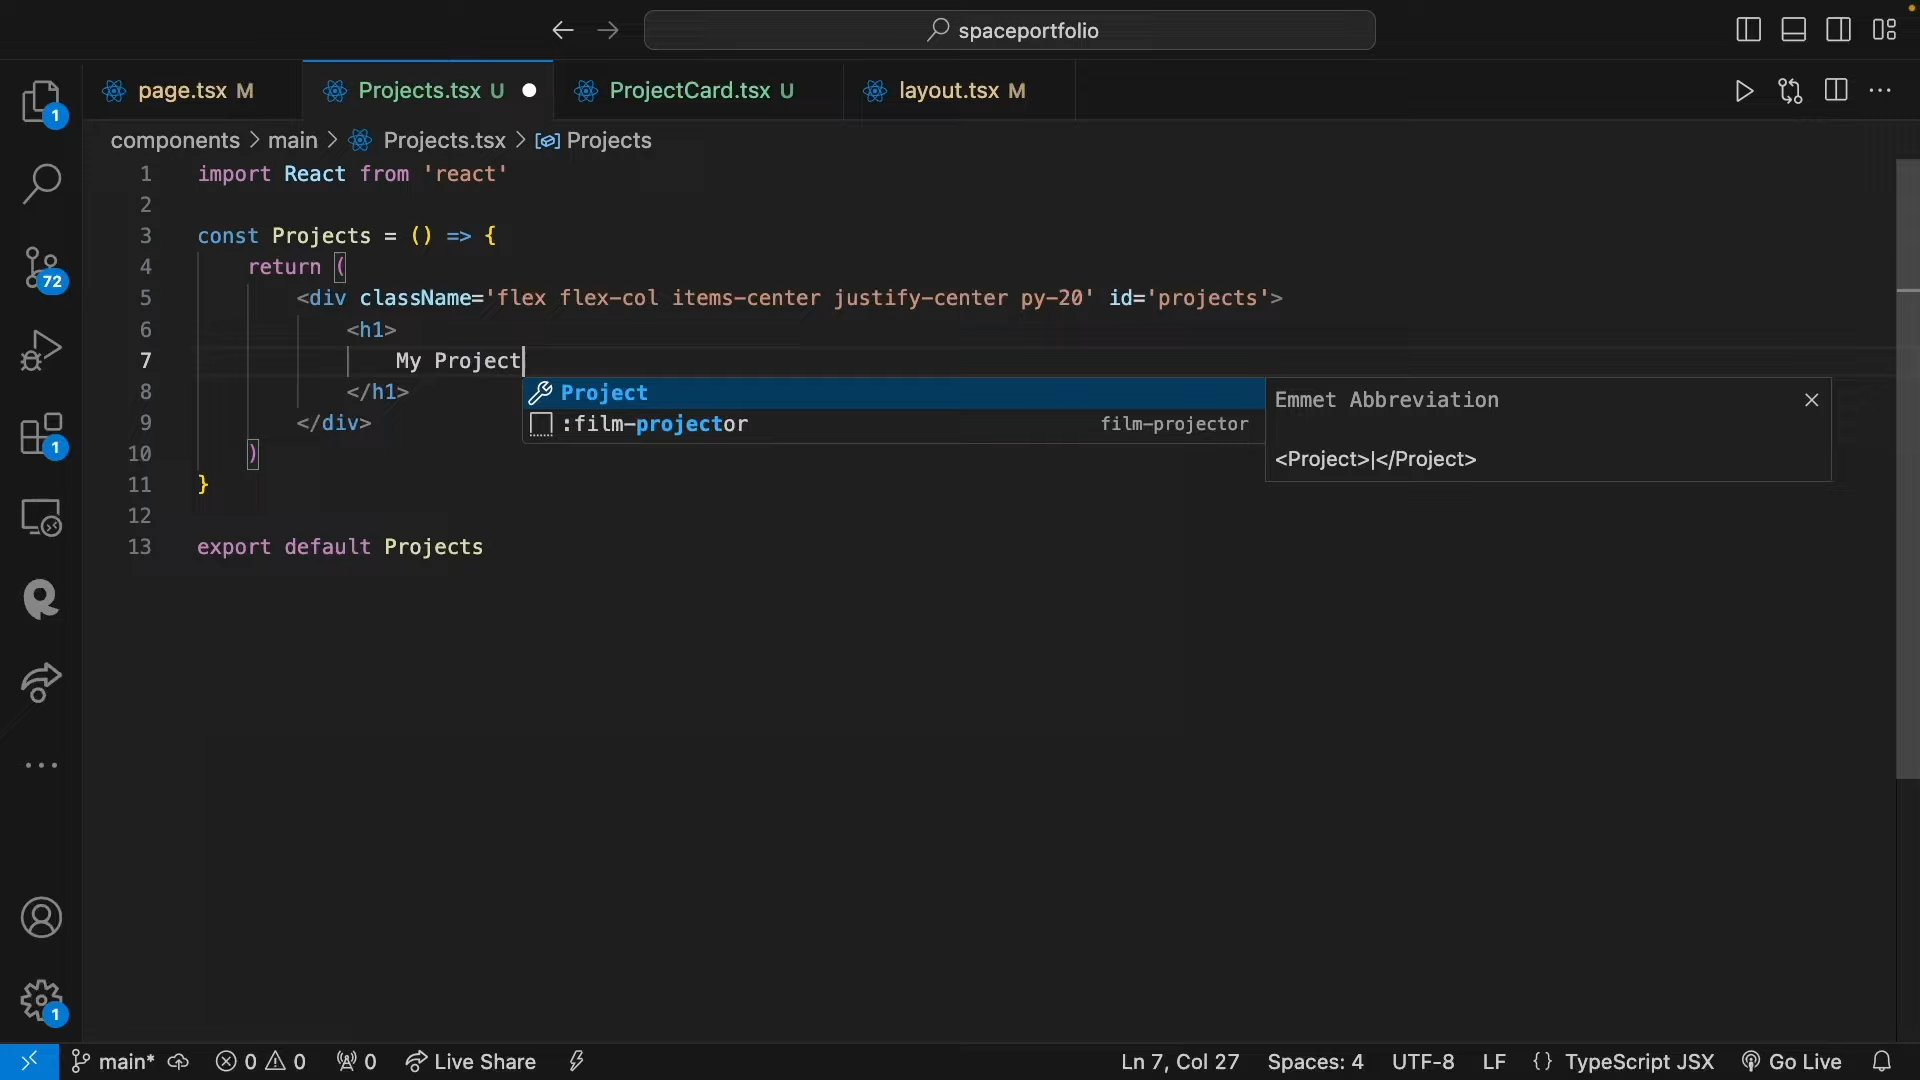 spaceportfolio
page.tsx M
Projects.tsx U
ProjectCard.tsx U
layout.tsx M
components > main > Projects.tsx > Projects
1 import React from 'react'
2
3 const Projects = () => {
4 return (
5 <div className='flex flex-col items-center justify-center py-20' id='projects'>
6 <h1>
7 My Project
8 </h1>
9 </div>
10 )
11 }
12
13 export default Projects
Project
:film-projector film-projector
Emmet Abbreviation
<Project>|</Project>
1
72
1
1
main* 0 0 0 Live Share Ln 7, Col 27 Spaces: 4 UTF-8 LF {} TypeScript JSX Go Live